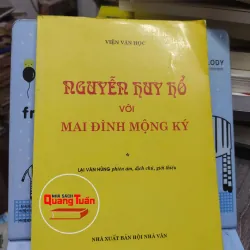 VIỆN VĂN HỌC
NGUYỄN HUY HỔ
VỚI
MAI ĐÌNH MỘNG KÝ
LẠI VĂN HÙNG phiên âm, dịch chú, giới thiệu
NHÀ SÁCH
Quang Tuấn
NHÀ XUẤT BẢN HỘI NHÀ VĂN